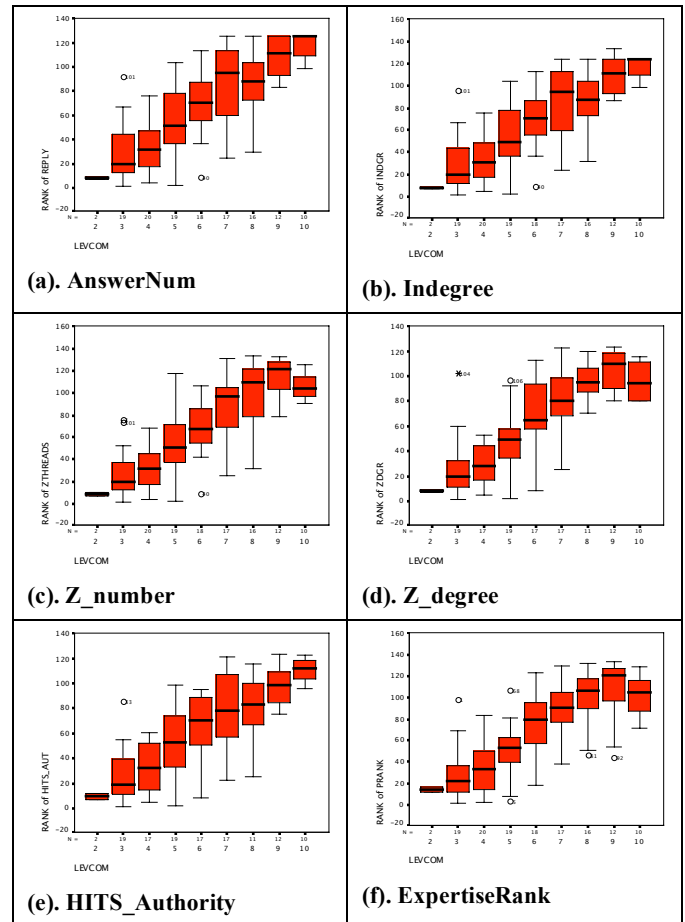 140
120
100
80
60
40
20
0
-20
RANK of REPLY
101
N = 2 19 20 19 18 17 16 12 10
2 3 4 5 6 7 8 9 10
LEVCOM
(a). AnswerNum
160
140
120
100
80
60
40
20
0
-20
RANK of INDGR
101
N = 2 19 20 19 18 17 16 12 10
2 3 4 5 6 7 8 9 10
LEVCOM
(b). Indegree
160
140
120
100
80
60
40
20
0
-20
RANK of ZTHREADS
101
N = 2 19 20 19 18 17 12 10
2 3 4 5 6 7 8 9 10
LEVCOM
(c). Z_number
140
120
100
80
60
40
20
0
-20
RANK of ZDGR
104
106
N = 2 19 17 19 18 17 11 9 10
2 3 4 5 6 7 8 9 10
LEVCOM
(d). Z_degree
140
120
100
80
60
40
20
0
-20
RANK of HITS_AUT
N = 2 19 17 19 18 17 11 9 10
2 3 4 5 6 7 8 9 10
LEVCOM
(e). HITS_Authority
160
140
120
100
80
60
40
20
0
-20
RANK of PRANK
N = 2 19 20 19 18 17 16 12 10
2 3 4 5 6 7 8 9 10
LEVCOM
(f). ExpertiseRank